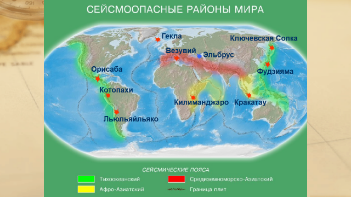 СЕЙСМООПАСНЫЕ РАЙОНЫ МИРА
Гекла
Ключевская Сопка
Везувий
Эльбрус
Орисаба
Фудзияма
Котопахи
Килиманджаро
Кракатау
Льюльяйльяко
СЕЙСМИЧЕСКИЕ ПОЯСА
Тихоокеанский
Средиземноморско-Азиатский
Афро-Азиатский
Граница плит